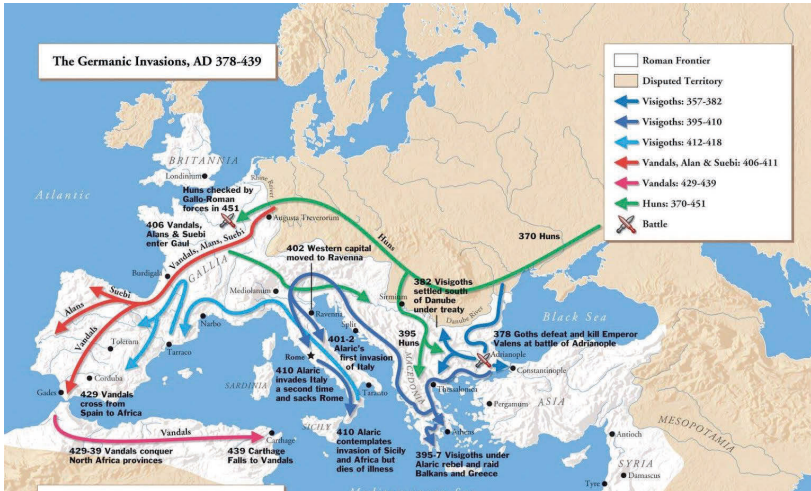 The Germanic Invasions, AD 378-439
Roman Frontier
Disputed Territory
Visigoths: 357-382
Visigoths: 395-410
Visigoths: 412-418
Vandals, Alan & Suebi: 406-411
Vandals: 429-439
Huns: 370-451
Battle
BRITANNIA
Londinium
Rhine River
Atlantic
Huns checked by
Gallo-Roman
forces in 451
Augusta Treverorum
406 Vandals,
Alans & Suebi
enter Gaul
Vandals, Alans, Suebi
Huns
370 Huns
402 Western capital
moved to Ravenna
Burdigala
GALLIA
Mediolanum
382 Visigoths
settled south
of Danube
under treaty
Sirmium
Danube River
Black Sea
Suebi
Alans
Narbo
Ravenna
Split
395
Huns
378 Goths defeat and kill Emperor
Valens at battle of Adrianople
Adrianople
Constantinople
Vandals
Toletum
Tarraco
401-2
Alaric's
first invasion
of Italy
Rome
MACEDONIA
Thessalonica
Corduba
SARDINIA
410 Alaric
invades Italy
a second time
and sacks Rome
Taranto
Pergamum
ASIA
Gades
429 Vandals
cross from
Spain to Africa
Athens
MESOPOTAMIA
SICILY
Antioch
Vandals
Carthage
429-39 Vandals conquer
North Africa provinces
439 Carthage
Falls to Vandals
410 Alaric
contemplates
invasion of Sicily
and Africa but
dies of illness
395-7 Visigoths under
Alaric rebel and raid
Balkans and Greece
SYRIA
Damascus
Tyre